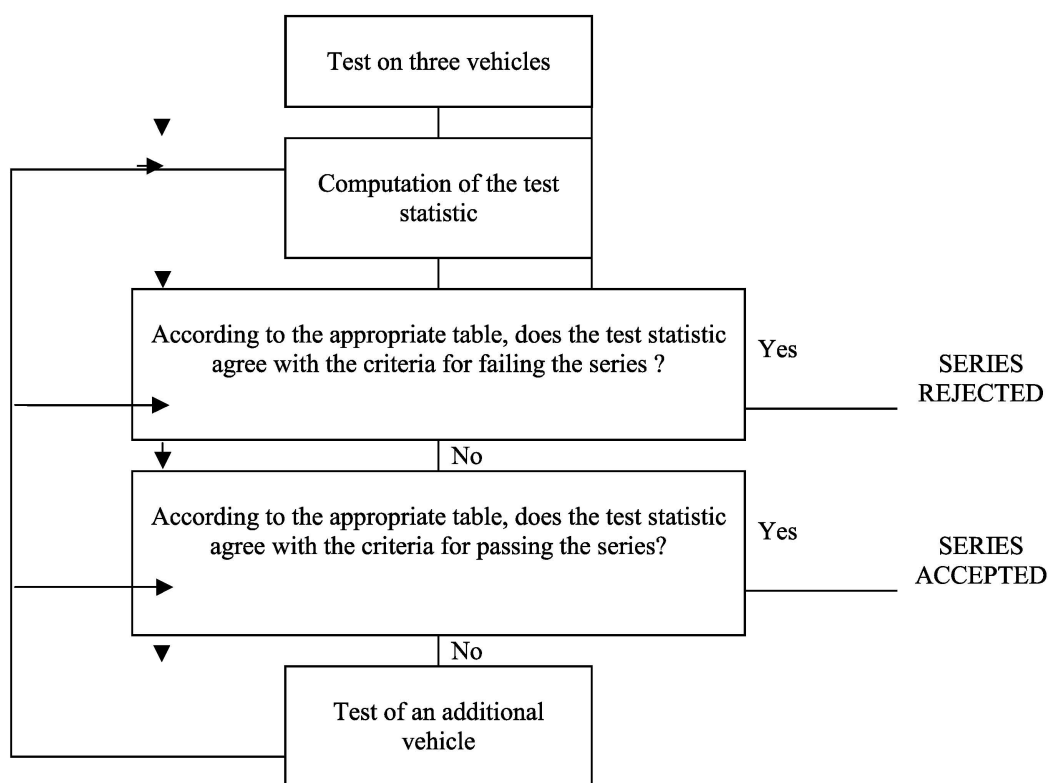 Test on three vehicles
Computation of the test
statistic
According to the appropriate table, does the test statistic
agree with the criteria for failing the series ?
Yes
SERIES
REJECTED
No
According to the appropriate table, does the test statistic
agree with the criteria for passing the series?
Yes
SERIES
ACCEPTED
No
Test of an additional
vehicle